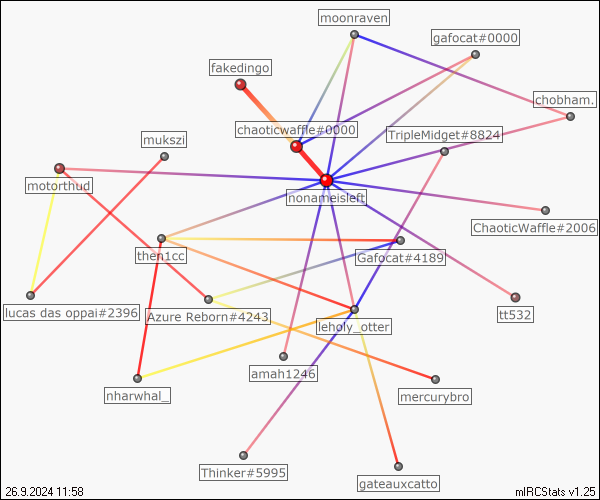 moonraven
gafocat#0000
fakedingo
chobham.
chaoticwaffle#0000
TripleMidget#8824
mukszi
motorthud
nonameisleft
ChaoticWaffle#2006
then1cc
Gafocat#4189
lucas das oppai#2396
Azure Reborn#4243
tt532
leholy_otter
amah1246
nharwhal_
mercurybro
Thinker#5995
gateauxcatto
26.9.2024 11:58
mIRCStats v1.25